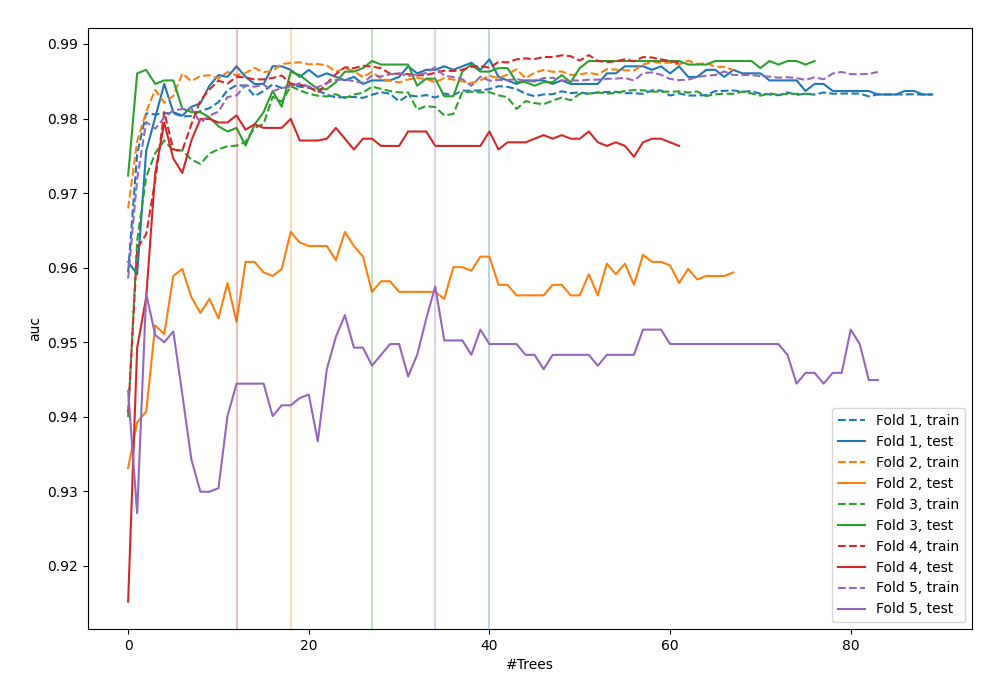 0.99
0.98
0.97
0.96
0.95
0.94
0.93
0.92
auc
0
20
40
60
80
#Trees
Fold 1, train
Fold 1, test
Fold 2, train
Fold 2, test
Fold 3, train
Fold 3, test
Fold 4, train
Fold 4, test
Fold 5, train
Fold 5, test